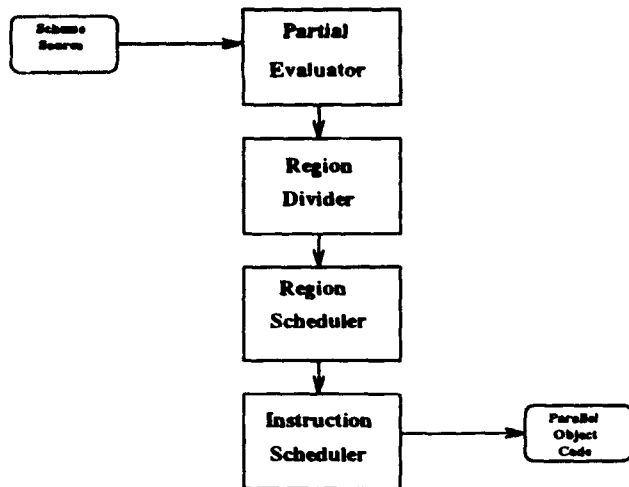 Scheme
Source
Partial
Evaluator
Region
Divider
Region
Scheduler
Instruction
Scheduler
Parallel
Object
Code